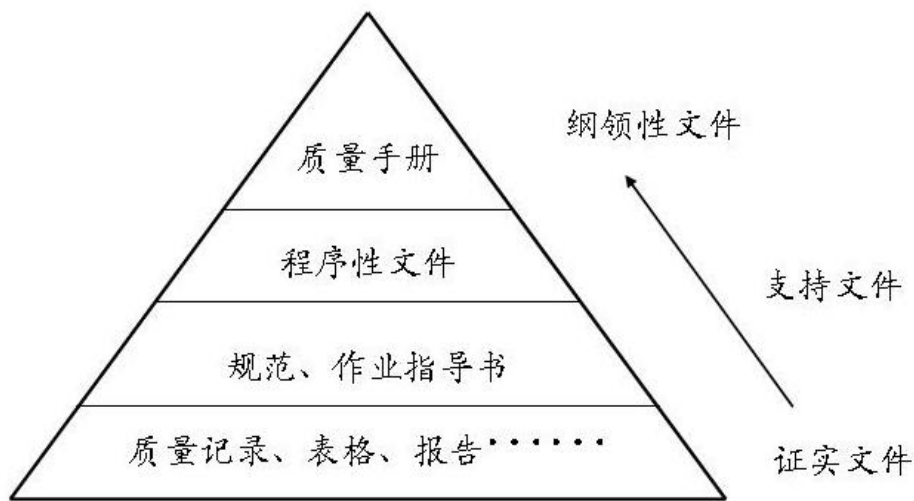 纲领性文件
质量手册
程序性文件
支持文件
规范、作业指导书
质量记录、表格、报告······
证实文件